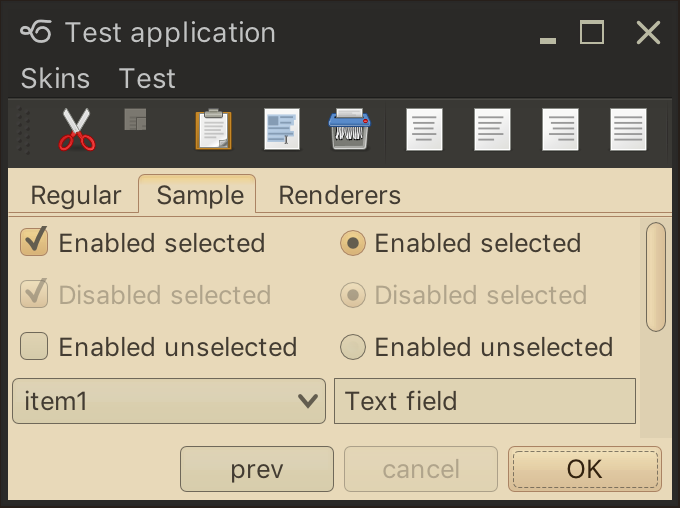 Test application
Skins Test
Regular Sample Renderers
Enabled selected Enabled selected
Disabled selected Disabled selected
Enabled unselected Enabled unselected
item1 Text field
prev cancel OK